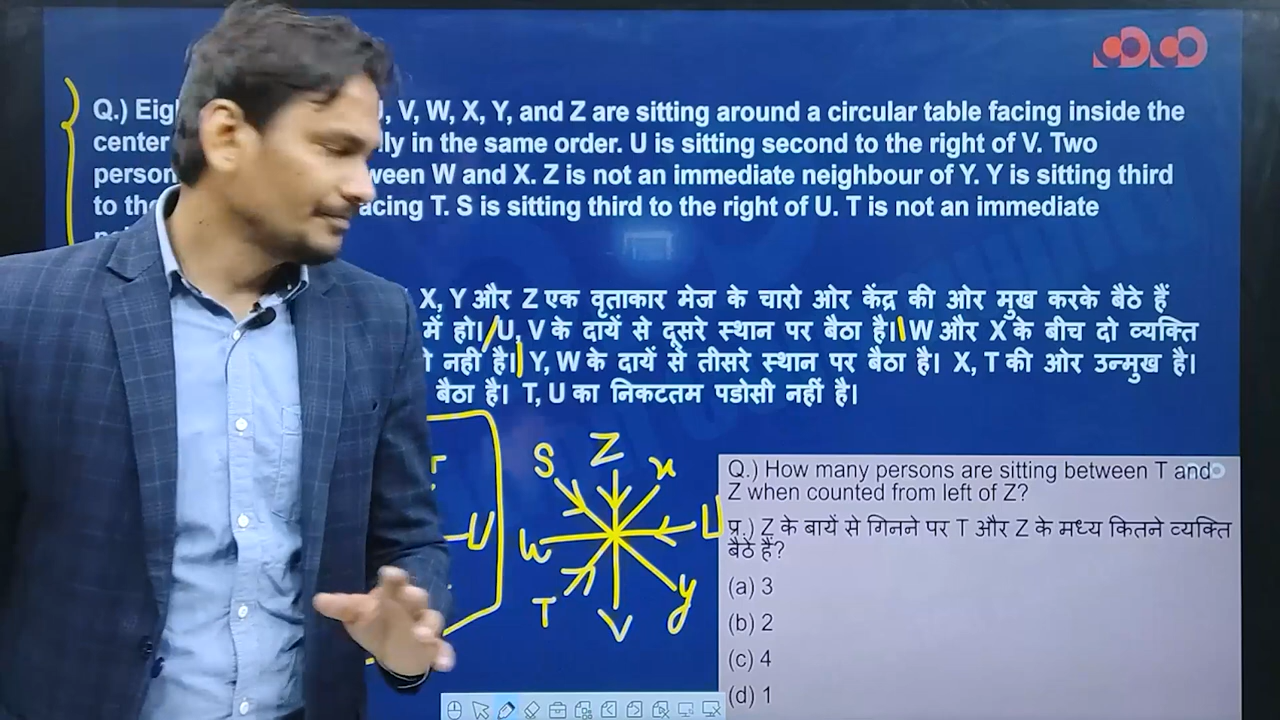 Q.) Eig V, W, X, Y, and Z are sitting around a circular table facing inside the
center lly in the same order. U is sitting second to the right of V. Two
person ween W and X. Z is not an immediate neighbour of Y. Y is sitting third
to the acing T. S is sitting third to the right of U. T is not an immediate
X, Y और Z एक वृताकार मेज के चारो ओर केंद्र की ओर मुख करके बैठे हैं
में हो। U, V के दायें से दूसरे स्थान पर बैठा है। W और X के बीच दो व्यक्ति
नही है। Y, W के दायें से तीसरे स्थान पर बैठा है। X, T की ओर उन्मुख है।
बैठा है। T, U का निकटतम पडोसी नहीं है।
U
S Z x
W U
T V y
Q.) How many persons are sitting between T and
Z when counted from left of Z?
प्र.) Z के बायें से गिनने पर T और Z के मध्य कितने व्यक्ति
बैठे हैं?
(a) 3
(b) 2
(c) 4
(d) 1